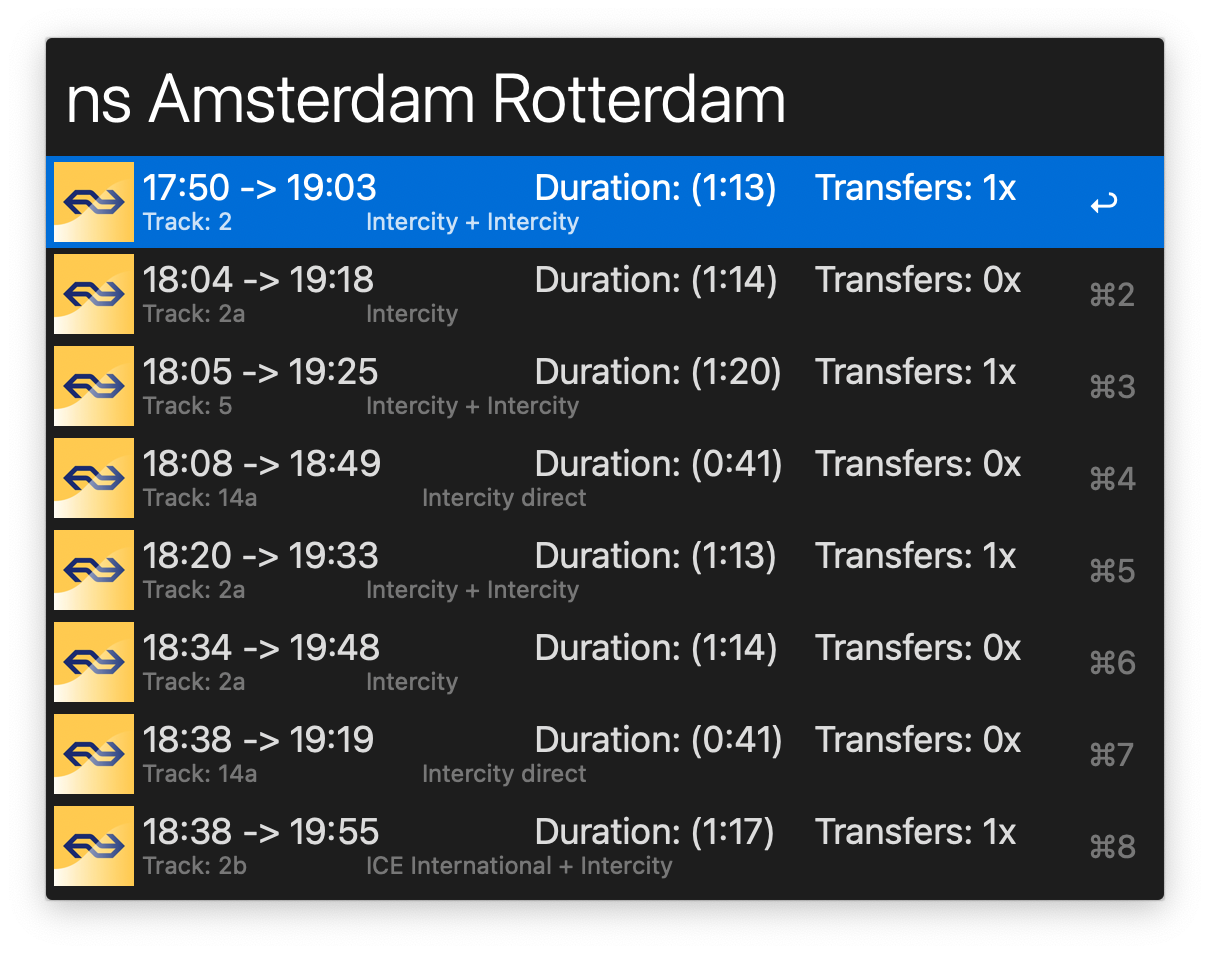 ns Amsterdam Rotterdam
17:50 -> 19:03 Duration: (1:13) Transfers: 1x
Track: 2 Intercity + Intercity ↩
18:04 -> 19:18 Duration: (1:14) Transfers: 0x
Track: 2a Intercity ⌘2
18:05 -> 19:25 Duration: (1:20) Transfers: 1x
Track: 5 Intercity + Intercity ⌘3
18:08 -> 18:49 Duration: (0:41) Transfers: 0x
Track: 14a Intercity direct ⌘4
18:20 -> 19:33 Duration: (1:13) Transfers: 1x
Track: 2a Intercity + Intercity ⌘5
18:34 -> 19:48 Duration: (1:14) Transfers: 0x
Track: 2a Intercity ⌘6
18:38 -> 19:19 Duration: (0:41) Transfers: 0x
Track: 14a Intercity direct ⌘7
18:38 -> 19:55 Duration: (1:17) Transfers: 1x
Track: 2b ICE International + Intercity ⌘8